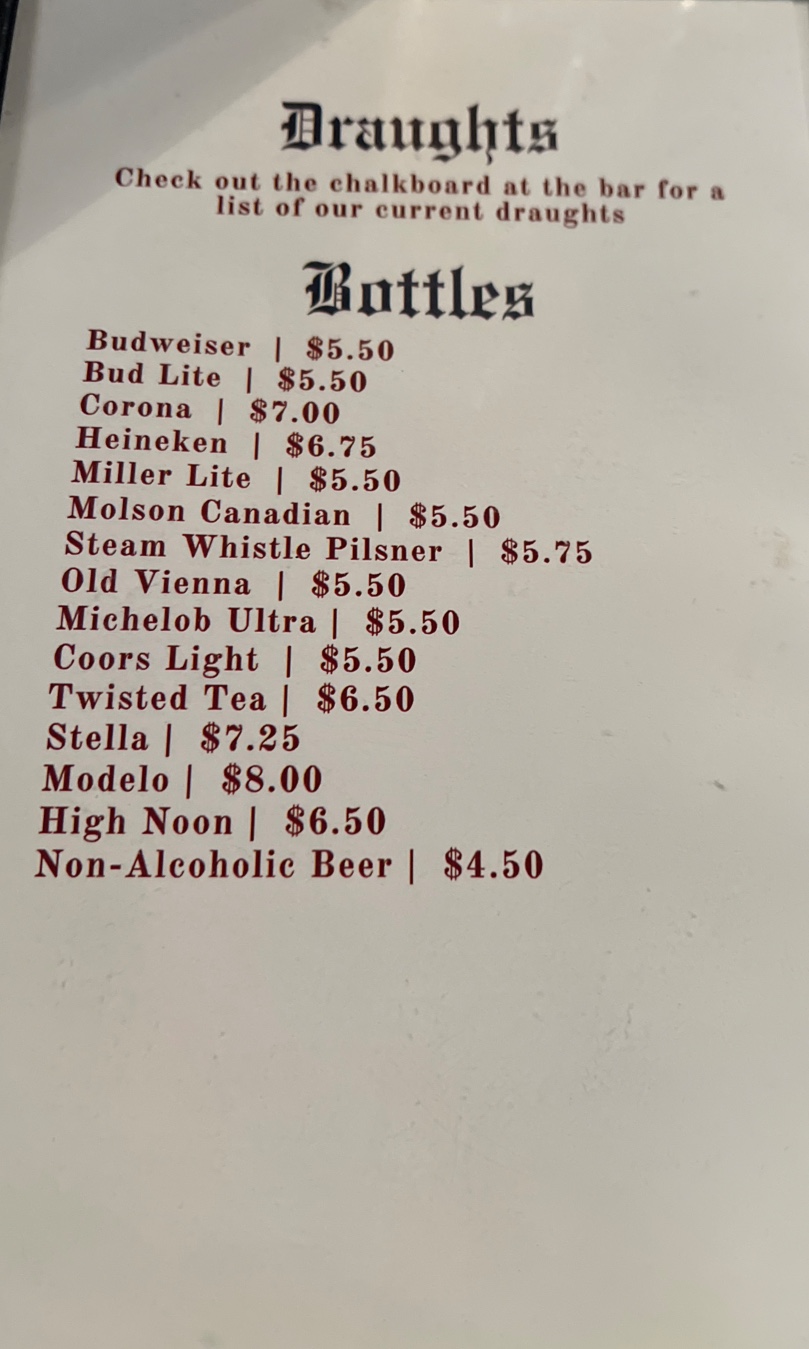 Draughts
Check out the chalkboard at the bar for a
list of our current draughts
Bottles
Budweiser | $5.50
Bud Lite | $5.50
Corona | $7.00
Heineken | $6.75
Miller Lite | $5.50
Molson Canadian | $5.50
Steam Whistle Pilsner | $5.75
Old Vienna | $5.50
Michelob Ultra | $5.50
Coors Light | $5.50
Twisted Tea | $6.50
Stella | $7.25
Modelo | $8.00
High Noon | $6.50
Non-Alcoholic Beer | $4.50